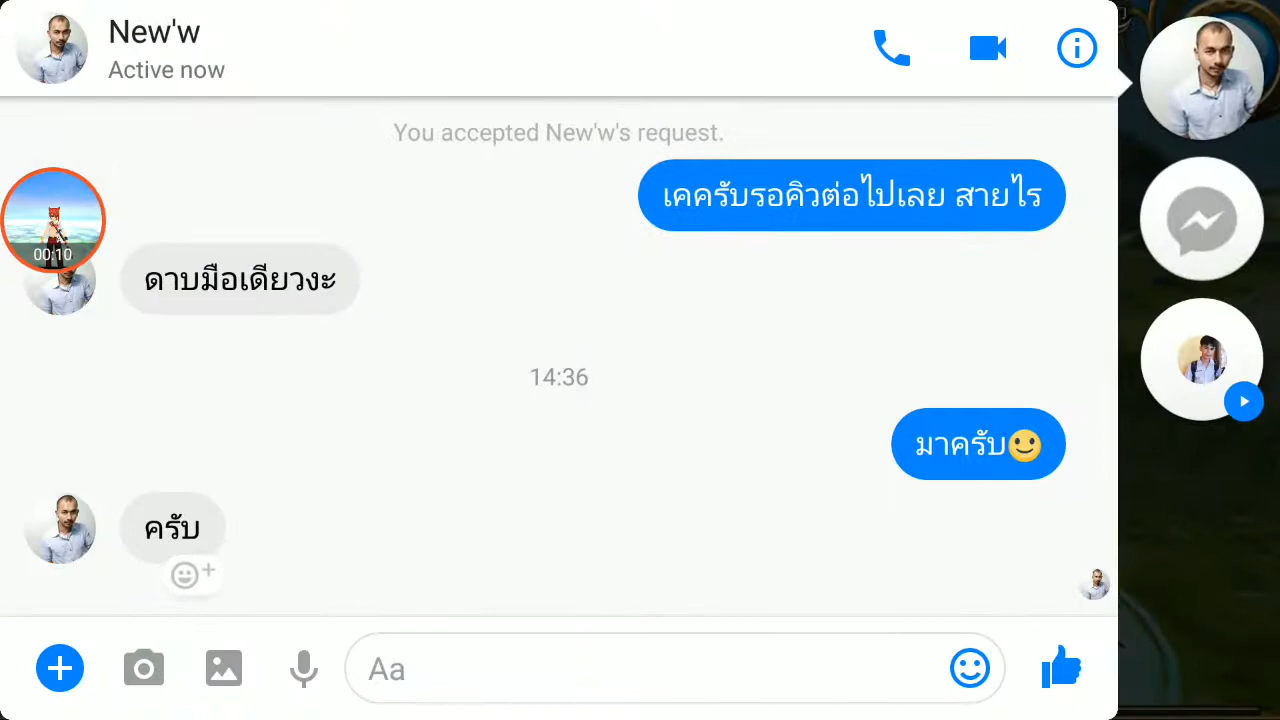 New'w
Active now
You accepted New'w's request.
เคครับรอคิวต่อไปเลย สายไร
00:10
ดาบมือเดียวงะ
14:36
มาครับ🙂
ครับ
Aa